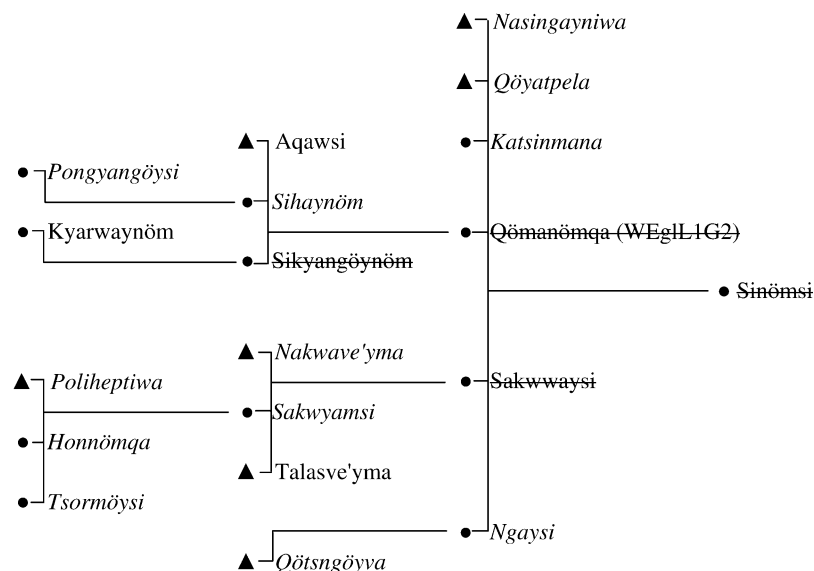 Nasingayniwa
Qöyatpela
Aqawsi
Katsinmana
Pongyangöysi
Sihaynöm
Kyarwaynöm
Qömanömqa (WEglL1G2)
Sikyangöynöm
Sinömsi
Nakwave'yma
Poliheptiwa
Sakwwaysi
Sakwyamsi
Honnömqa
Talasve'yma
Tsormöysi
Ngaysi
Qötsngöyva